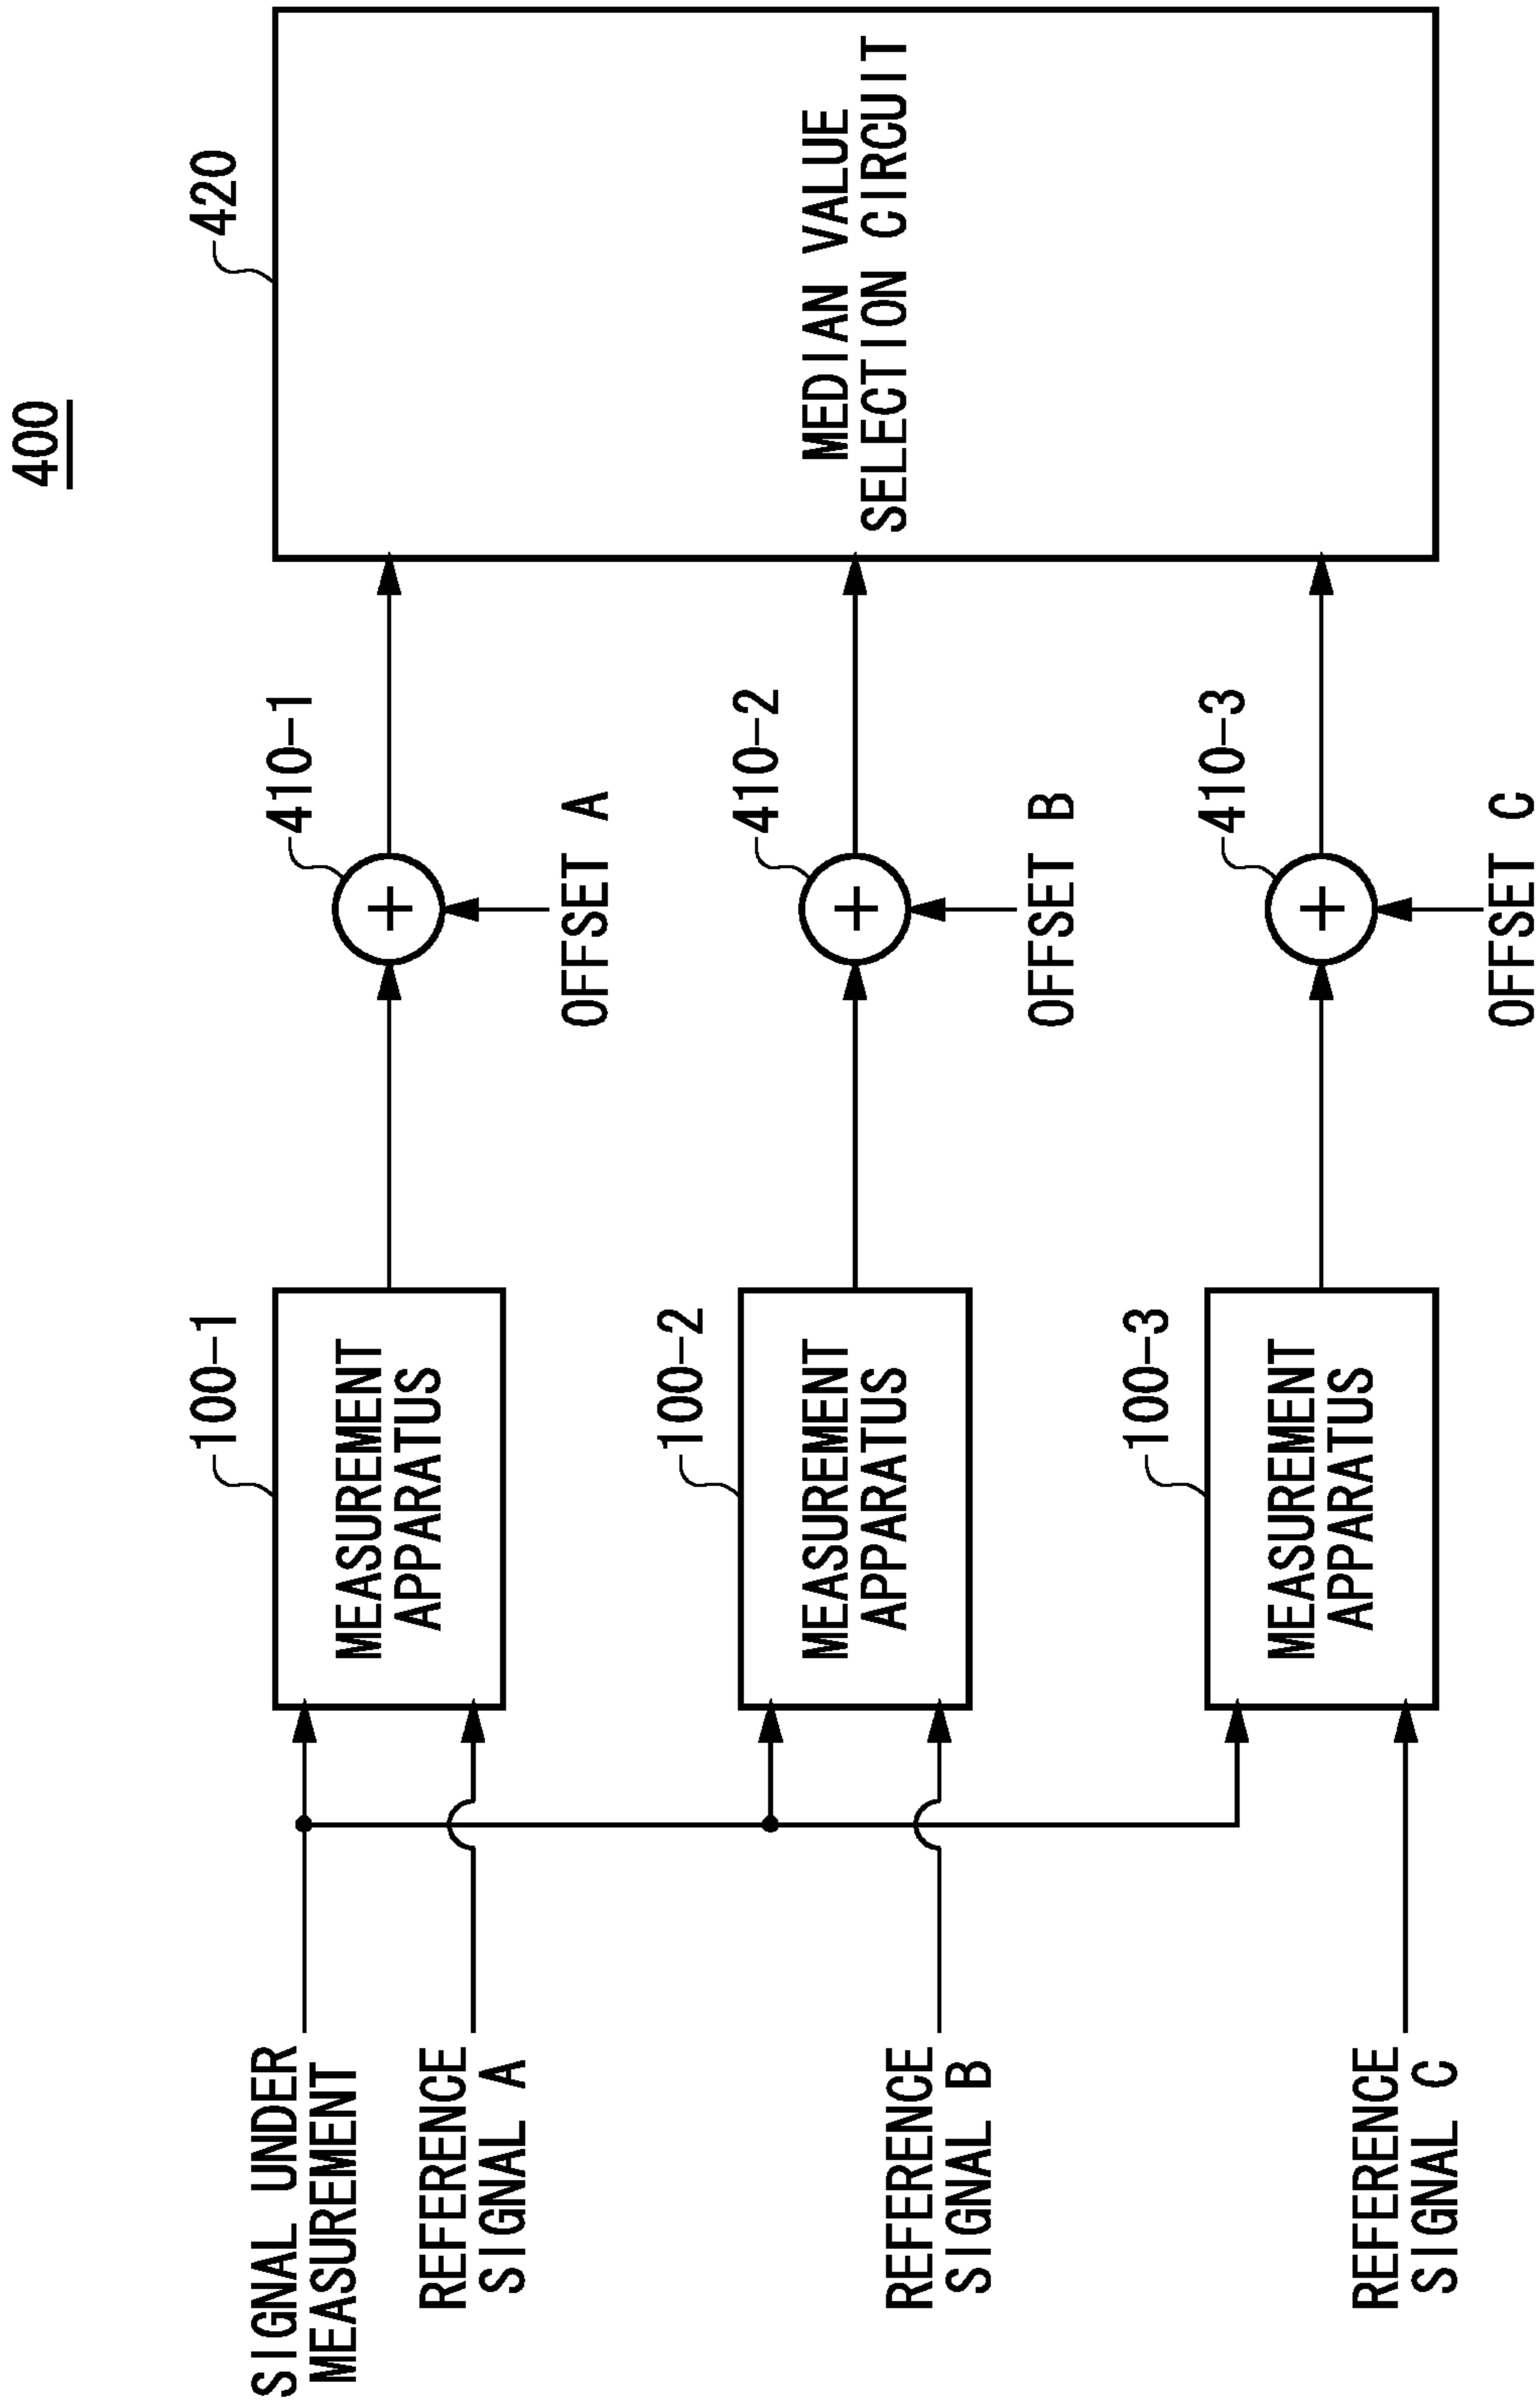 400
SIGNAL UNDER
MEASUREMENT
REFERENCE
SIGNAL A
100-1
MEASUREMENT
APPARATUS
410-1
OFFSET A
420
MEDIAN VALUE
SELECTION CIRCUIT
REFERENCE
SIGNAL B
100-2
MEASUREMENT
APPARATUS
410-2
OFFSET B
REFERENCE
SIGNAL C
100-3
MEASUREMENT
APPARATUS
410-3
OFFSET C
+
+
+